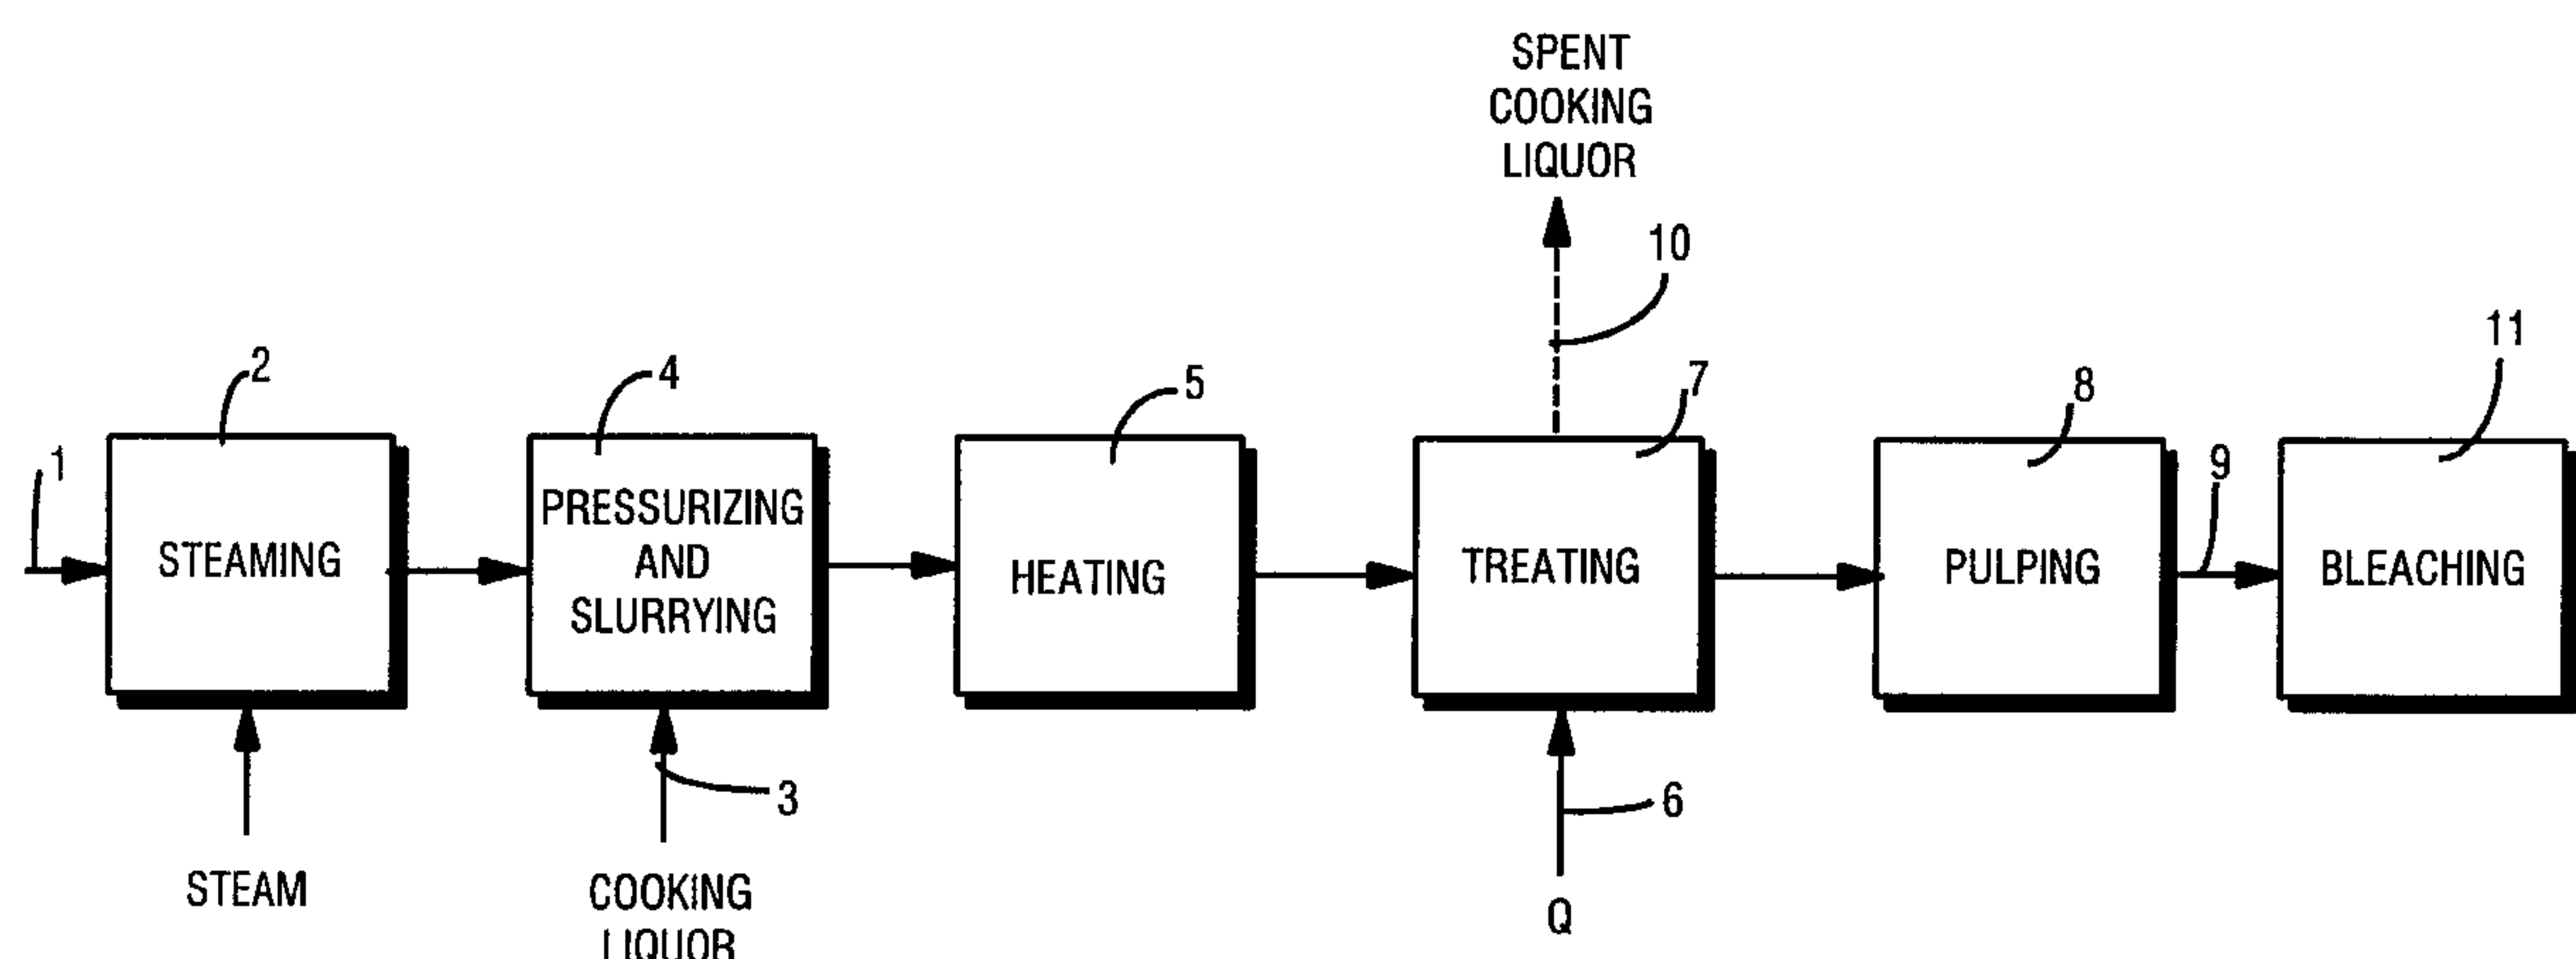 SPENT
COOKING
LIQUOR
10
11
2
4
5
7
8
1
9
STEAMING
PRESSURIZING
AND
SLURRYING
HEATING
TREATING
PULPING
BLEACHING
3
6
STEAM
COOKING
LIQUOR
Q